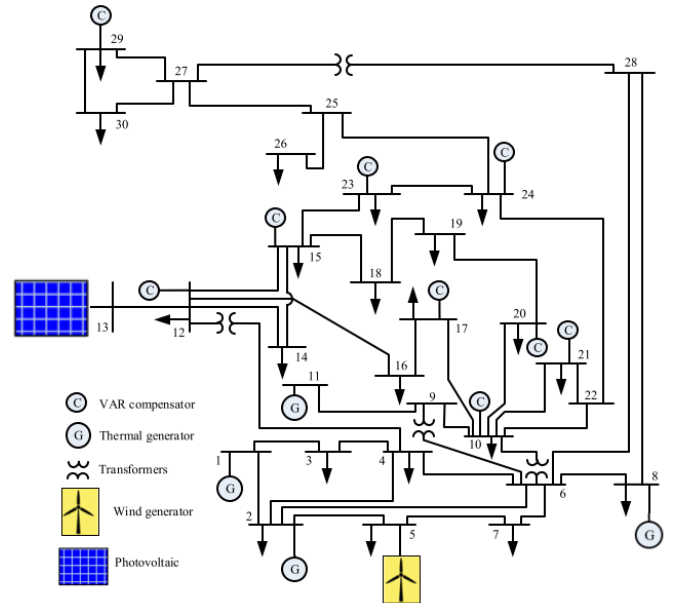 C
29
28
27
25
30
26
C
C
23
24
C
19
15
18
C
C
20
C
17
C
21
13
12
14
16
C
22
11
9
C
G
10
C VAR compensator
G Thermal generator
1
3
4
8
Transformers
G
6
2
5
7
Wind generator
G
G
Photovoltaic